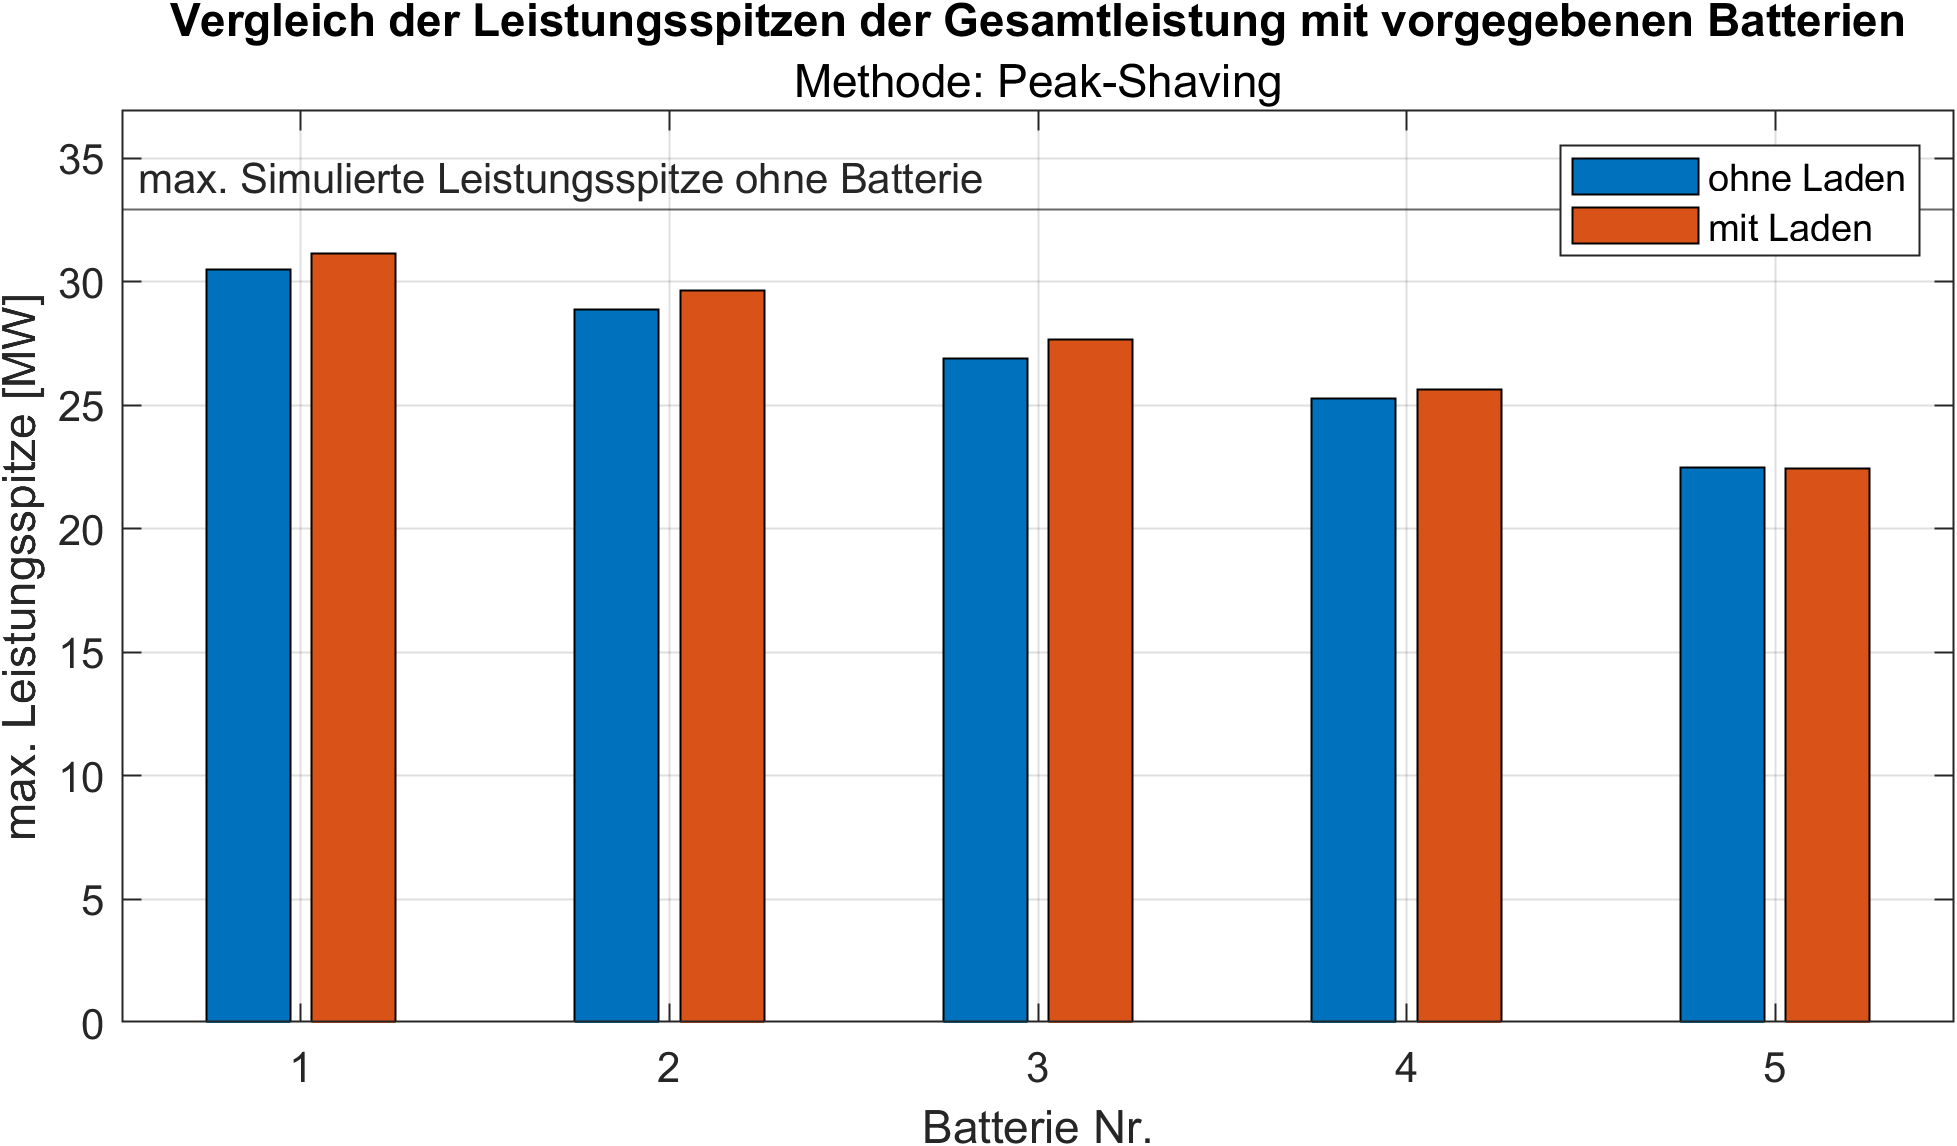 Vergleich der Leistungsspitzen der Gesamtleistung mit vorgegebenen Batterien
Methode: Peak-Shaving
max. Simulierte Leistungsspitze ohne Batterie
ohne Laden
mit Laden
max. Leistungsspitze [MW]
35
30
25
20
15
10
5
0
1 2 3 4 5
Batterie Nr.